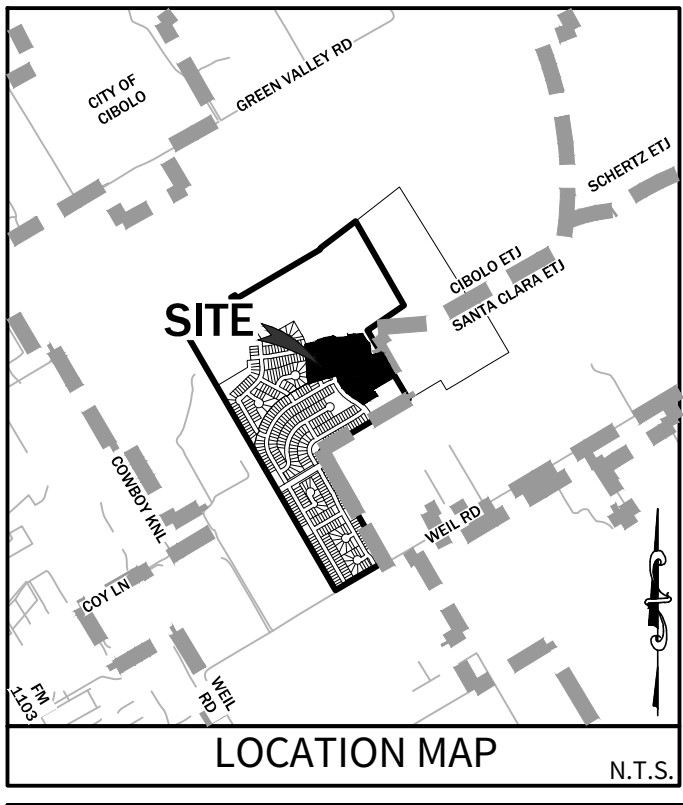 CITY OF
CIBOLO
GREEN VALLEY RD
SCHERTZ ETJ
CIBOLO ETJ
SANTA CLARA ETJ
SITE
COWBOY KNL
WEIL RD
COY LN
WEIL
RD
FM
1103
LOCATION MAP
N.T.S.